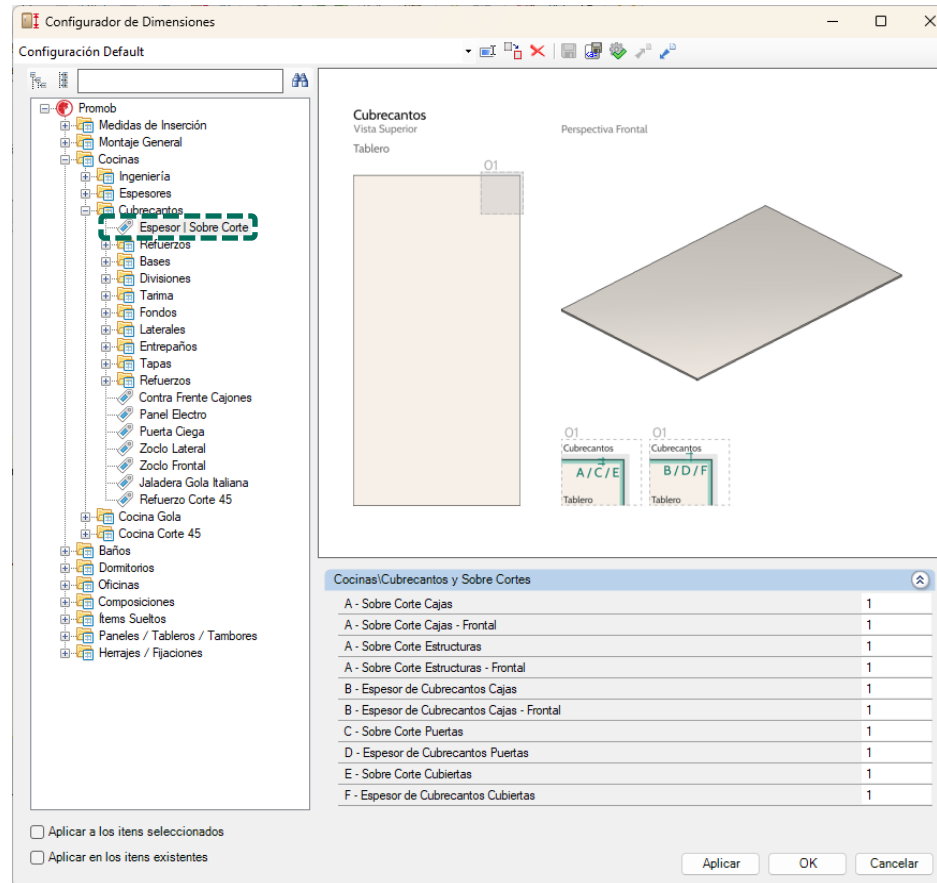 Configurador de Dimensiones
Configuración Default
Promob
Medidas de Inserción
Montaje General
Cocinas
Ingeniería
Espesores
Cubrecantos
Espesor | Sobre Corte
Refuerzos
Bases
Divisiones
Tarima
Fondos
Laterales
Entrepaños
Tapas
Refuerzos
Contra Frente Cajones
Panel Electro
Puerta Ciega
Zoclo Lateral
Zoclo Frontal
Jaladera Gola Italiana
Refuerzo Corte 45
Cocina Gola
Cocina Corte 45
Baños
Dormitorios
Oficinas
Composiciones
Ítems Sueltos
Paneles / Tableros / Tambores
Herrajes / Fijaciones
Cubrecantos
Vista Superior
Perspectiva Frontal
Tablero
01
01
01
Cubrecantos
Cubrecantos
A/C/E
B/D/F
Tablero
Tablero
Cocinas\Cubrecantos y Sobre Cortes
A - Sobre Corte Cajas 1
A - Sobre Corte Cajas - Frontal 1
A - Sobre Corte Estructuras 1
A - Sobre Corte Estructuras - Frontal 1
B - Espesor de Cubrecantos Cajas 1
B - Espesor de Cubrecantos Cajas - Frontal 1
C - Sobre Corte Puertas 1
D - Espesor de Cubrecantos Puertas 1
E - Sobre Corte Cubiertas 1
F - Espesor de Cubrecantos Cubiertas 1
Aplicar a los itens seleccionados
Aplicar en los itens existentes
Aplicar
OK
Cancelar